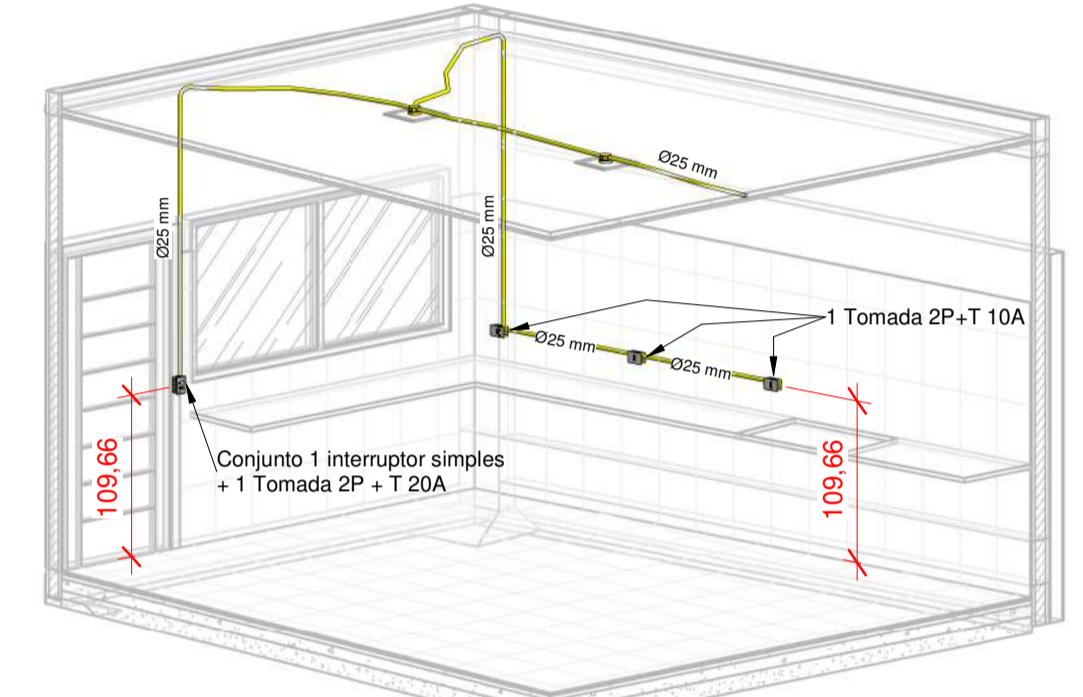 Ø25 mm
Ø25 mm
Ø25 mm
1 Tomada 2P+T 10A
Ø25 mm
Ø25 mm
109,66
Conjunto 1 interruptor simples
+ 1 Tomada 2P + T 20A
109,66